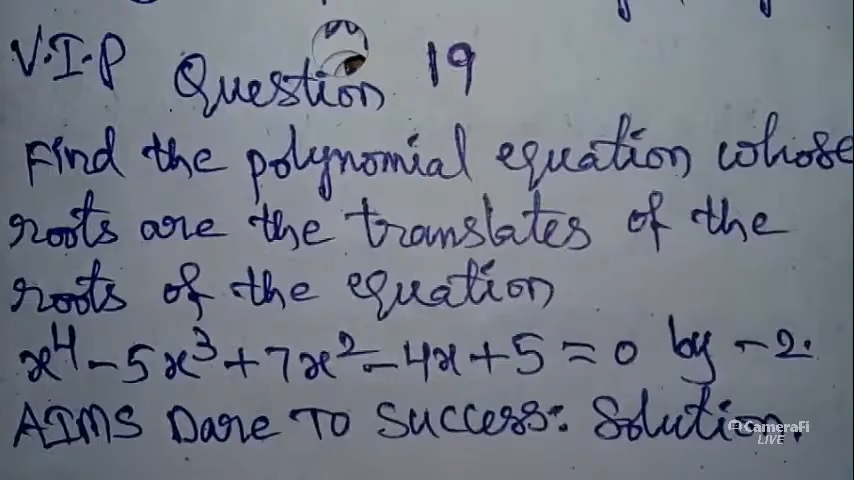 V.I.P Question 19
Find the polynomial equation whose
roots are the translates of the
roots of the equation
x⁴ - 5x³ + 7x² - 4x + 5 = 0 by -2.
AIMS Dare To Success: Solution.
CameraFi
LIVE